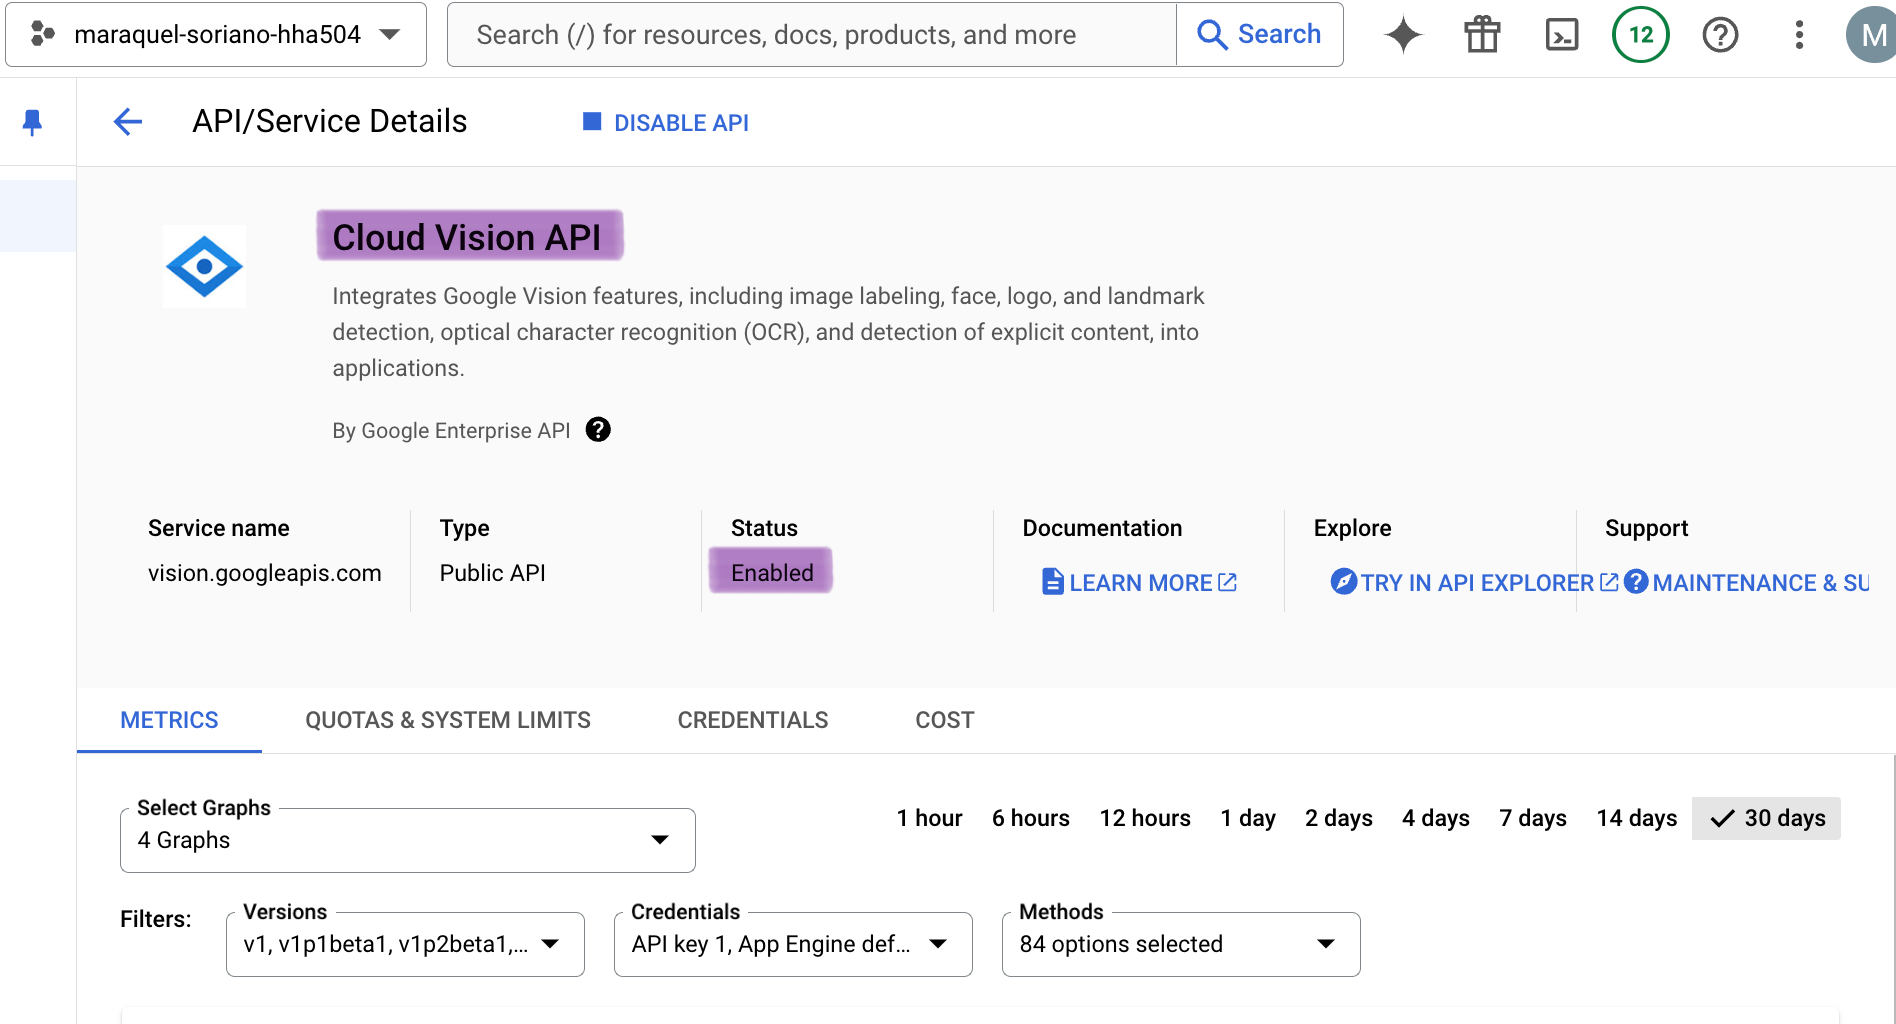 maraquel-soriano-hha504
Search (/) for resources, docs, products, and more
Search
12
M
API/Service Details
DISABLE API
Cloud Vision API
Integrates Google Vision features, including image labeling, face, logo, and landmark
detection, optical character recognition (OCR), and detection of explicit content, into
applications.
By Google Enterprise API
Service name
vision.googleapis.com
Type
Public API
Status
Enabled
Documentation
LEARN MORE
Explore
TRY IN API EXPLORER
Support
MAINTENANCE & SU
METRICS QUOTAS & SYSTEM LIMITS CREDENTIALS COST
Select Graphs
4 Graphs
1 hour 6 hours 12 hours 1 day 2 days 4 days 7 days 14 days 30 days
Filters:
Versions
v1, v1p1beta1, v1p2beta1,...
Credentials
API key 1, App Engine def...
Methods
84 options selected